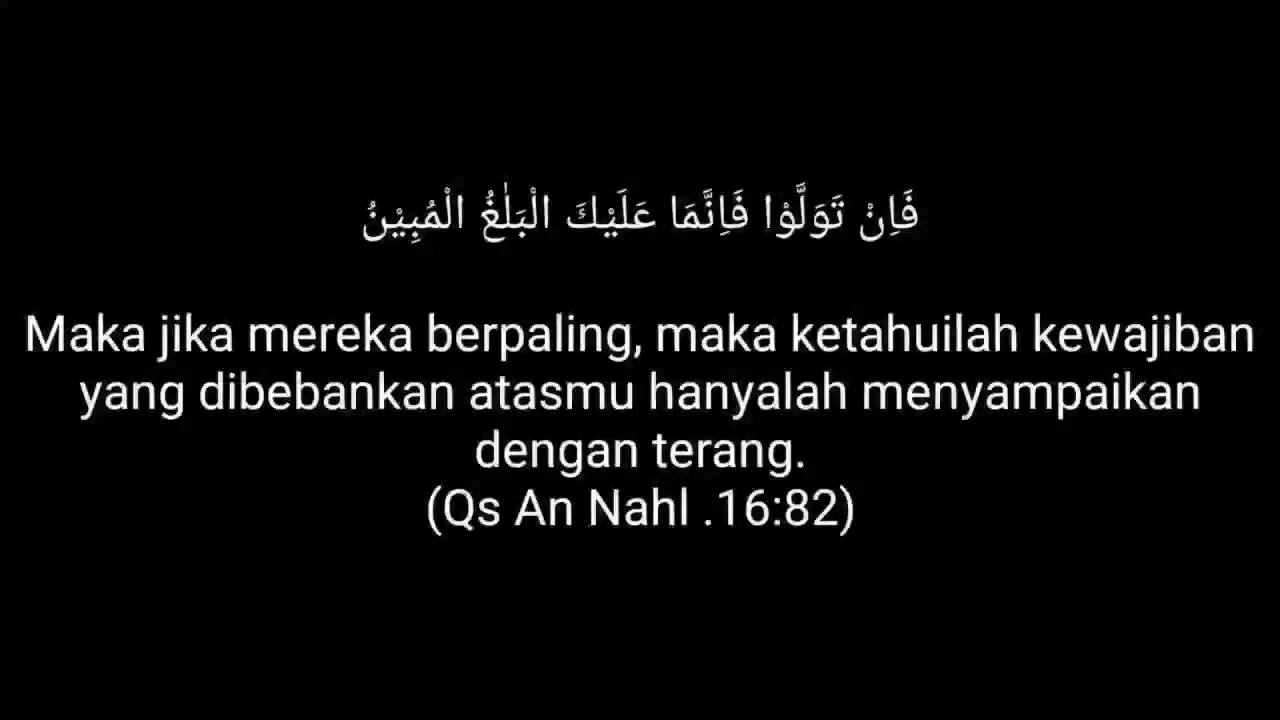 فَاِنْ تَوَلَّوْا فَاِنَّمَا عَلَيْكَ الْبَلٰغُ الْمُبِيْنُ
Maka jika mereka berpaling, maka ketahuilah kewajiban
yang dibebankan atasmu hanyalah menyampaikan
dengan terang.
(Qs An Nahl .16:82)